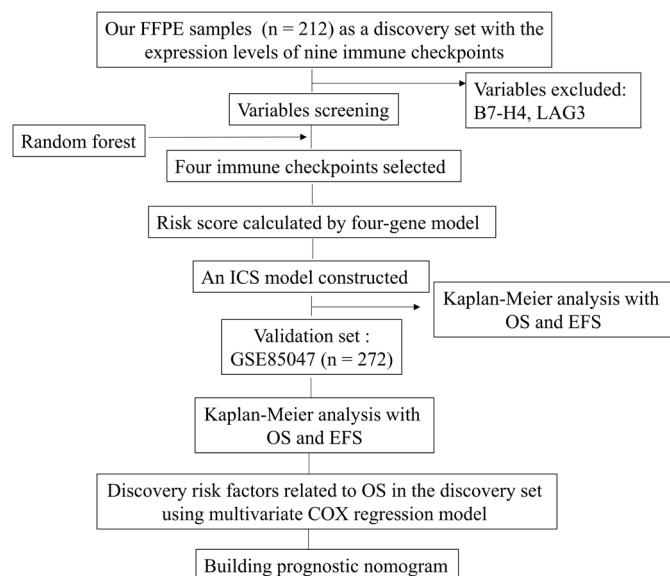 Our FFPE samples (n = 212) as a discovery set with the
expression levels of nine immune checkpoints
Variables excluded:
B7-H4, LAG3
Variables screening
Random forest
Four immune checkpoints selected
Risk score calculated by four-gene model
An ICS model constructed
Kaplan-Meier analysis with
OS and EFS
Validation set :
GSE85047 (n = 272)
Kaplan-Meier analysis with
OS and EFS
Discovery risk factors related to OS in the discovery set
using multivariate COX regression model
Building prognostic nomogram